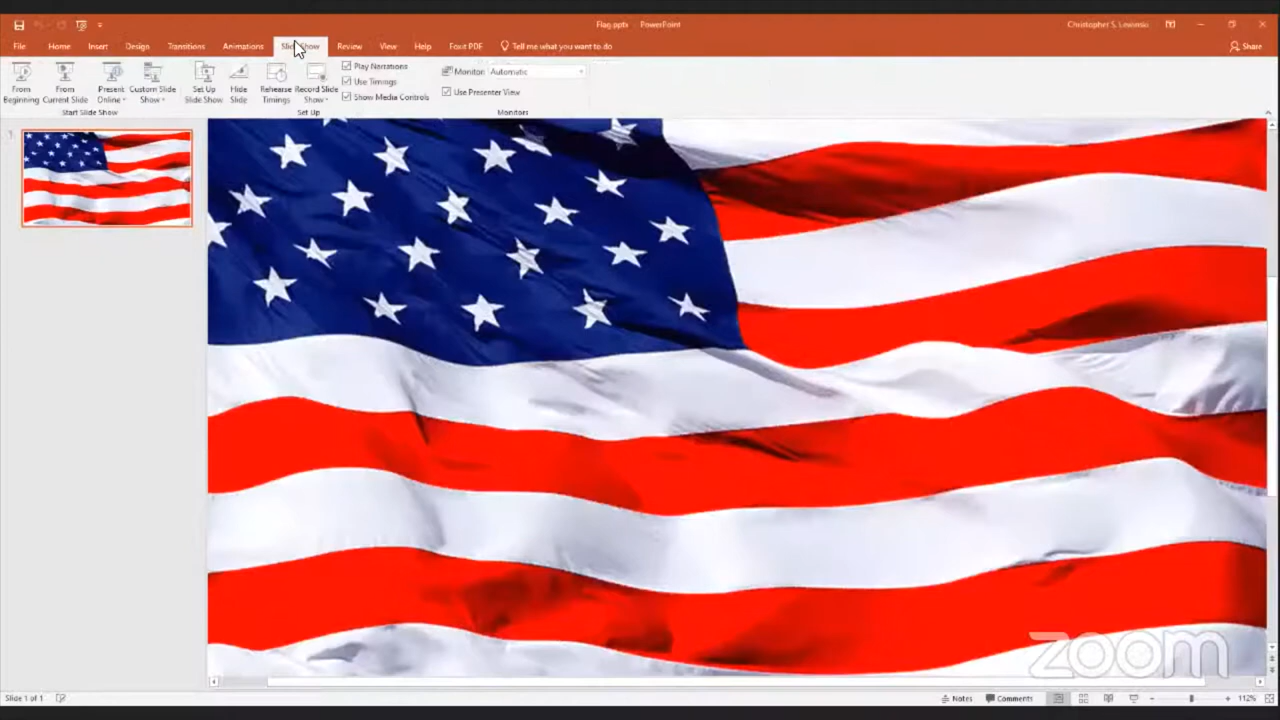 Flag.pptx - PowerPoint
Christopher S. Lewinski
File Home Insert Design Transitions Animations Slide Show Review View Help Foxit PDF Tell me what you want to do Share
From Beginning
From Current Slide
Present Online
Custom Slide Show
Set Up Slide Show
Hide Slide
Rehearse Timings
Record Slide Show
Play Narrations
Use Timings
Show Media Controls
Monitor: Automatic
Use Presenter View
Start Slide Show
Set Up
Monitors
1
zoom
Slide 1 of 1
Notes
Comments
112%